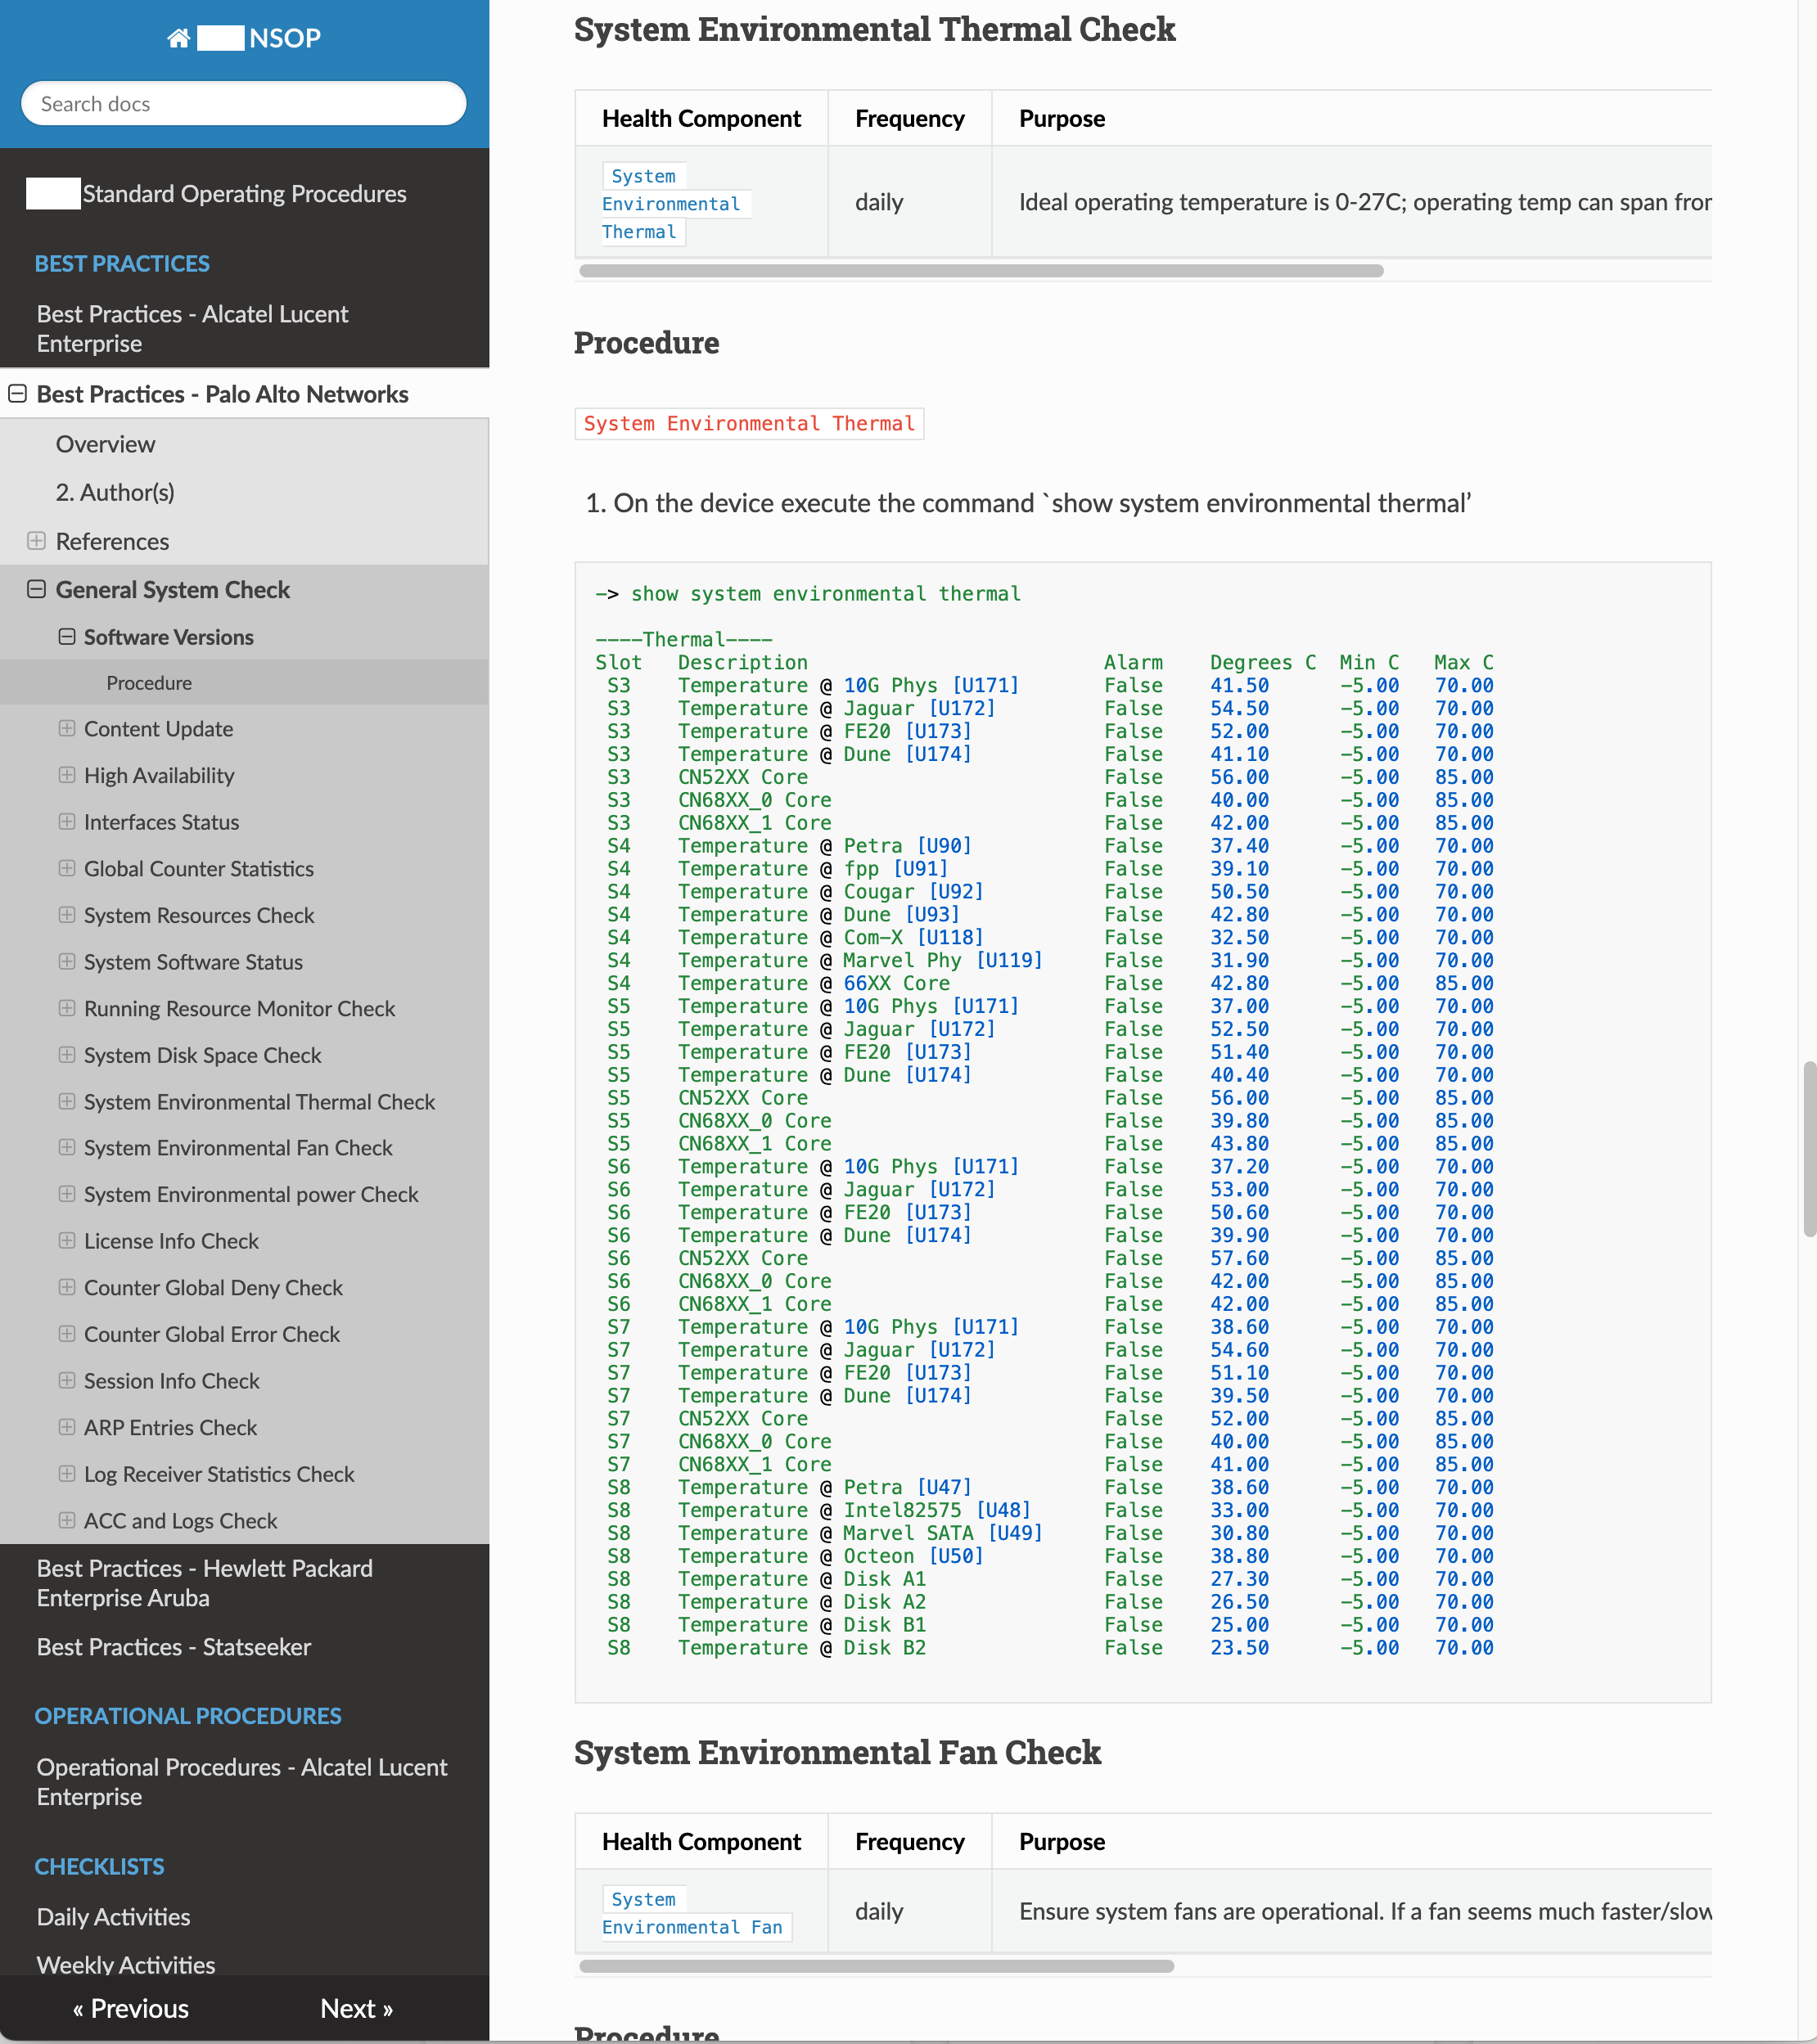 NSOP
Search docs
Standard Operating Procedures
BEST PRACTICES
Best Practices - Alcatel Lucent
Enterprise
Best Practices - Palo Alto Networks
Overview
2. Author(s)
References
General System Check
Software Versions
Procedure
Content Update
High Availability
Interfaces Status
Global Counter Statistics
System Resources Check
System Software Status
Running Resource Monitor Check
System Disk Space Check
System Environmental Thermal Check
System Environmental Fan Check
System Environmental power Check
License Info Check
Counter Global Deny Check
Counter Global Error Check
Session Info Check
ARP Entries Check
Log Receiver Statistics Check
ACC and Logs Check
Best Practices - Hewlett Packard
Enterprise Aruba
Best Practices - Statseeker
OPERATIONAL PROCEDURES
Operational Procedures - Alcatel Lucent
Enterprise
CHECKLISTS
Daily Activities
Weekly Activities
« Previous Next »
System Environmental Thermal Check
Health Component Frequency Purpose
System
Environmental
Thermal
daily
Ideal operating temperature is 0-27C; operating temp can span from
Procedure
System Environmental Thermal
1. On the device execute the command `show system environmental thermal’
-> show system environmental thermal
----Thermal----
Slot Description Alarm Degrees C Min C Max C
S3 Temperature @ 10G Phys [U171] False 41.50 -5.00 70.00
S3 Temperature @ Jaguar [U172] False 54.50 -5.00 70.00
S3 Temperature @ FE20 [U173] False 52.00 -5.00 70.00
S3 Temperature @ Dune [U174] False 41.10 -5.00 70.00
S3 CN52XX Core False 56.00 -5.00 85.00
S3 CN68XX_0 Core False 40.00 -5.00 85.00
S3 CN68XX_1 Core False 42.00 -5.00 85.00
S4 Temperature @ Petra [U90] False 37.40 -5.00 70.00
S4 Temperature @ fpp [U91] False 39.10 -5.00 70.00
S4 Temperature @ Cougar [U92] False 50.50 -5.00 70.00
S4 Temperature @ Dune [U93] False 42.80 -5.00 70.00
S4 Temperature @ Com-X [U118] False 32.50 -5.00 70.00
S4 Temperature @ Marvel Phy [U119] False 31.90 -5.00 70.00
S4 Temperature @ 66XX Core False 42.80 -5.00 85.00
S5 Temperature @ 10G Phys [U171] False 37.00 -5.00 70.00
S5 Temperature @ Jaguar [U172] False 52.50 -5.00 70.00
S5 Temperature @ FE20 [U173] False 51.40 -5.00 70.00
S5 Temperature @ Dune [U174] False 40.40 -5.00 70.00
S5 CN52XX Core False 56.00 -5.00 85.00
S5 CN68XX_0 Core False 39.80 -5.00 85.00
S5 CN68XX_1 Core False 43.80 -5.00 85.00
S6 Temperature @ 10G Phys [U171] False 37.20 -5.00 70.00
S6 Temperature @ Jaguar [U172] False 53.00 -5.00 70.00
S6 Temperature @ FE20 [U173] False 50.60 -5.00 70.00
S6 Temperature @ Dune [U174] False 39.90 -5.00 70.00
S6 CN52XX Core False 57.60 -5.00 85.00
S6 CN68XX_0 Core False 42.00 -5.00 85.00
S6 CN68XX_1 Core False 42.00 -5.00 85.00
S7 Temperature @ 10G Phys [U171] False 38.60 -5.00 70.00
S7 Temperature @ Jaguar [U172] False 54.60 -5.00 70.00
S7 Temperature @ FE20 [U173] False 51.10 -5.00 70.00
S7 Temperature @ Dune [U174] False 39.50 -5.00 70.00
S7 CN52XX Core False 52.00 -5.00 85.00
S7 CN68XX_0 Core False 40.00 -5.00 85.00
S7 CN68XX_1 Core False 41.00 -5.00 85.00
S8 Temperature @ Petra [U47] False 38.60 -5.00 70.00
S8 Temperature @ Intel82575 [U48] False 33.00 -5.00 70.00
S8 Temperature @ Marvel SATA [U49] False 30.80 -5.00 70.00
S8 Temperature @ Octeon [U50] False 38.80 -5.00 70.00
S8 Temperature @ Disk A1 False 27.30 -5.00 70.00
S8 Temperature @ Disk A2 False 26.50 -5.00 70.00
S8 Temperature @ Disk B1 False 25.00 -5.00 70.00
S8 Temperature @ Disk B2 False 23.50 -5.00 70.00
System Environmental Fan Check
Health Component Frequency Purpose
System
Environmental Fan
daily
Ensure system fans are operational. If a fan seems much faster/slow
Procedure